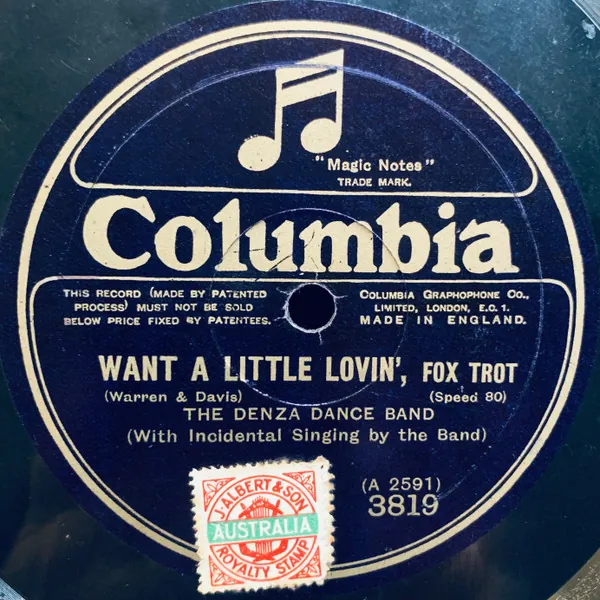 "Magic Notes"
TRADE MARK.
Columbia
THIS RECORD (MADE BY PATENTED
PROCESS) MUST NOT BE SOLD
BELOW PRICE FIXED BY PATENTEES.
COLUMBIA GRAPHOPHONE CO.,
LIMITED, LONDON, E.C. 1.
MADE IN ENGLAND.
WANT A LITTLE LOVIN', FOX TROT
(Warren & Davis) (Speed 80)
THE DENZA DANCE BAND
(With Incidental Singing by the Band)
(A 2591)
3819
J. ALBERT & SON
AUSTRALIA
ROYALTY STAMP